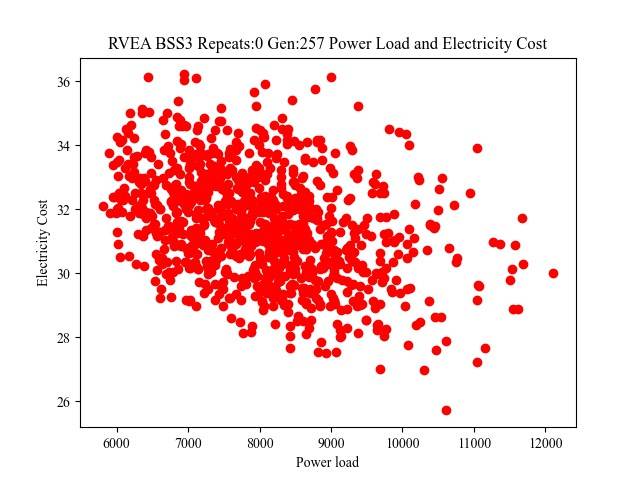 RVEA BSS3 Repeats:0 Gen:257 Power Load and Electricity Cost
36
34
32
30
28
26
Electricity Cost
6000 7000 8000 9000 10000 11000 12000
Power load